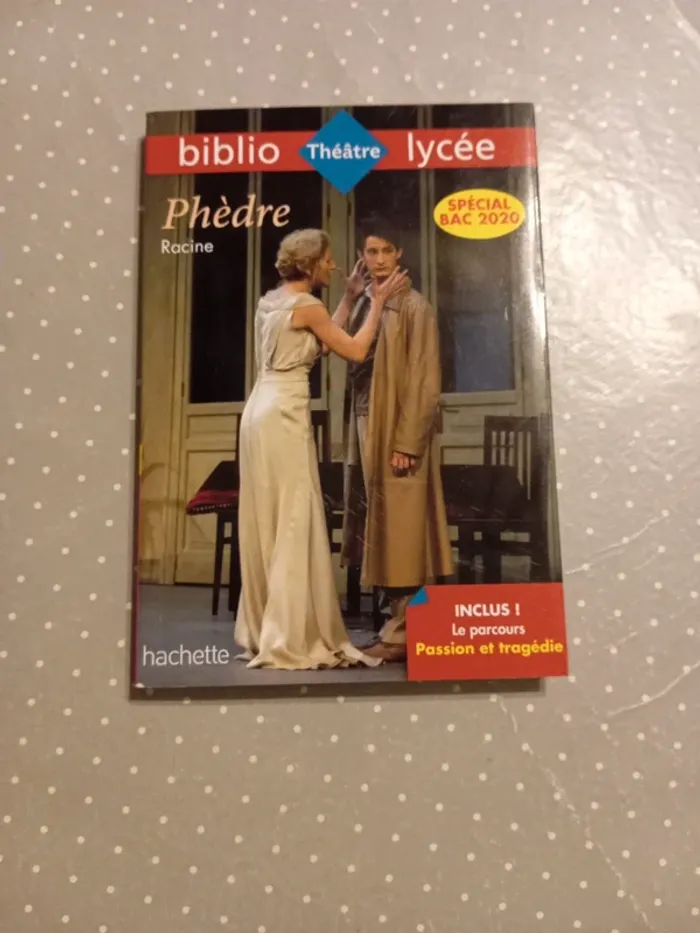 biblio Théâtre lycée
Phèdre
Racine
SPÉCIAL
BAC 2020
INCLUS !
Le parcours
Passion et tragédie
hachette